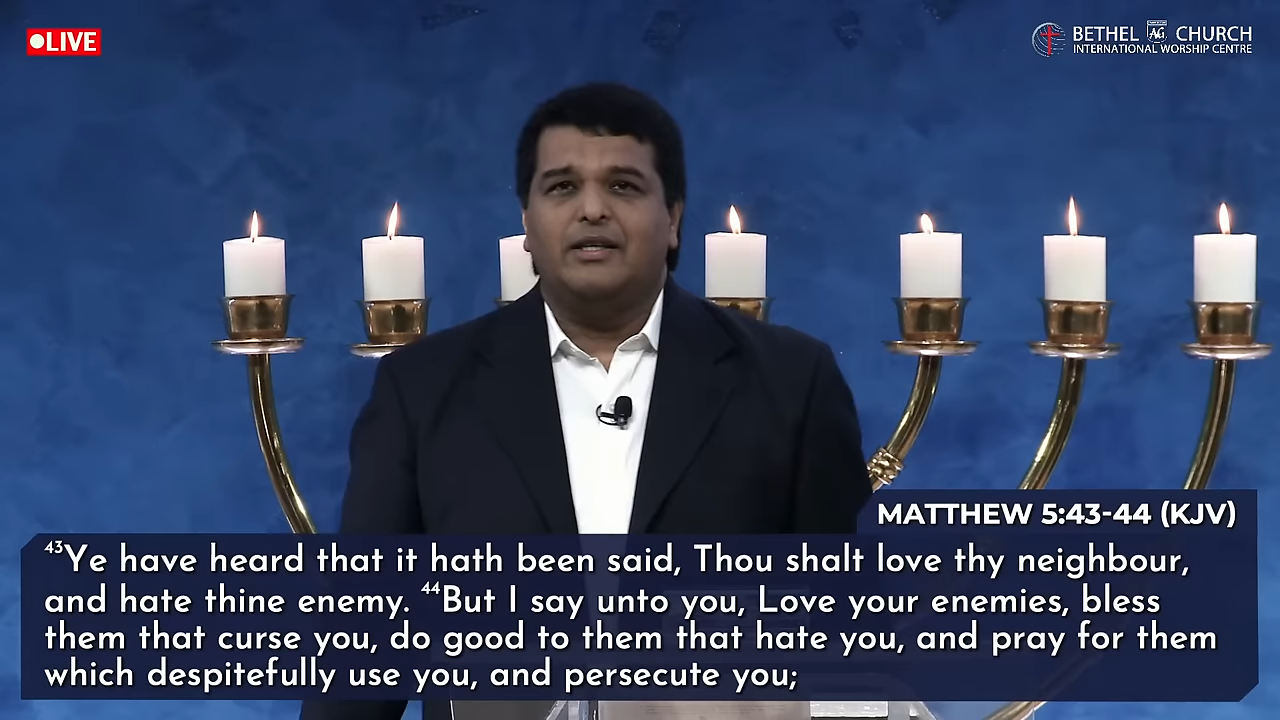 LIVE
BETHEL AG CHURCH
INTERNATIONAL WORSHIP CENTRE
MATTHEW 5:43-44 (KJV)
43Ye have heard that it hath been said, Thou shalt love thy neighbour,
and hate thine enemy. 44But I say unto you, Love your enemies, bless
them that curse you, do good to them that hate you, and pray for them
which despitefully use you, and persecute you;